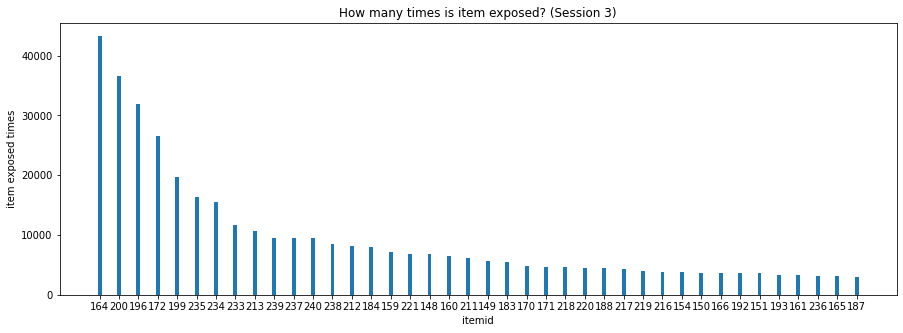 How many times is item exposed? (Session 3)
40000
30000
20000
10000
0
item exposed times
164 200 196 172 199 235 234 233 213 239 237 240 238 212 184 159 221 148 160 211 149 183 170 171 218 220 188 217 219 216 154 150 166 192 151 193 161 236 165 187
itemid